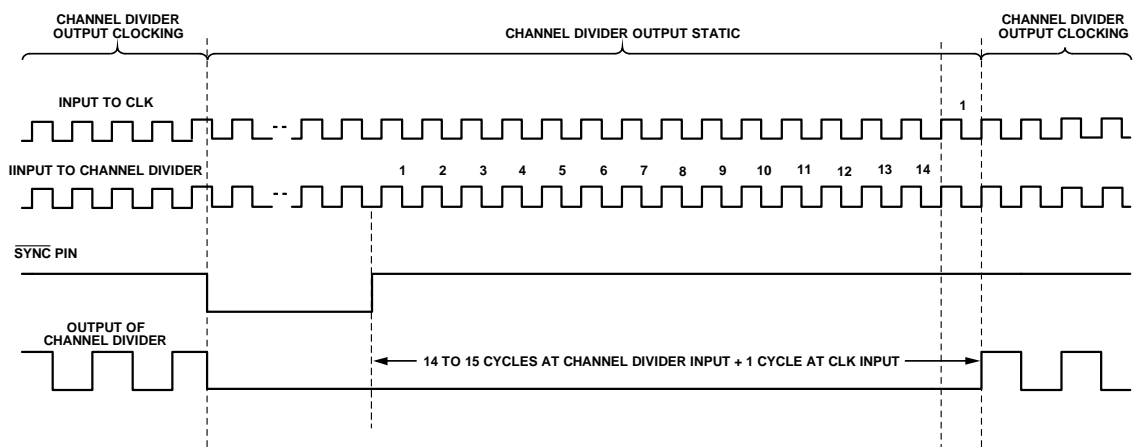 CHANNEL DIVIDER
OUTPUT CLOCKING
CHANNEL DIVIDER OUTPUT STATIC
CHANNEL DIVIDER
OUTPUT CLOCKING
INPUT TO CLK
1
IINPUT TO CHANNEL DIVIDER
1 2 3 4 5 6 7 8 9 10 11 12 13 14
SYNC PIN
OUTPUT OF
CHANNEL DIVIDER
14 TO 15 CYCLES AT CHANNEL DIVIDER INPUT + 1 CYCLE AT CLK INPUT